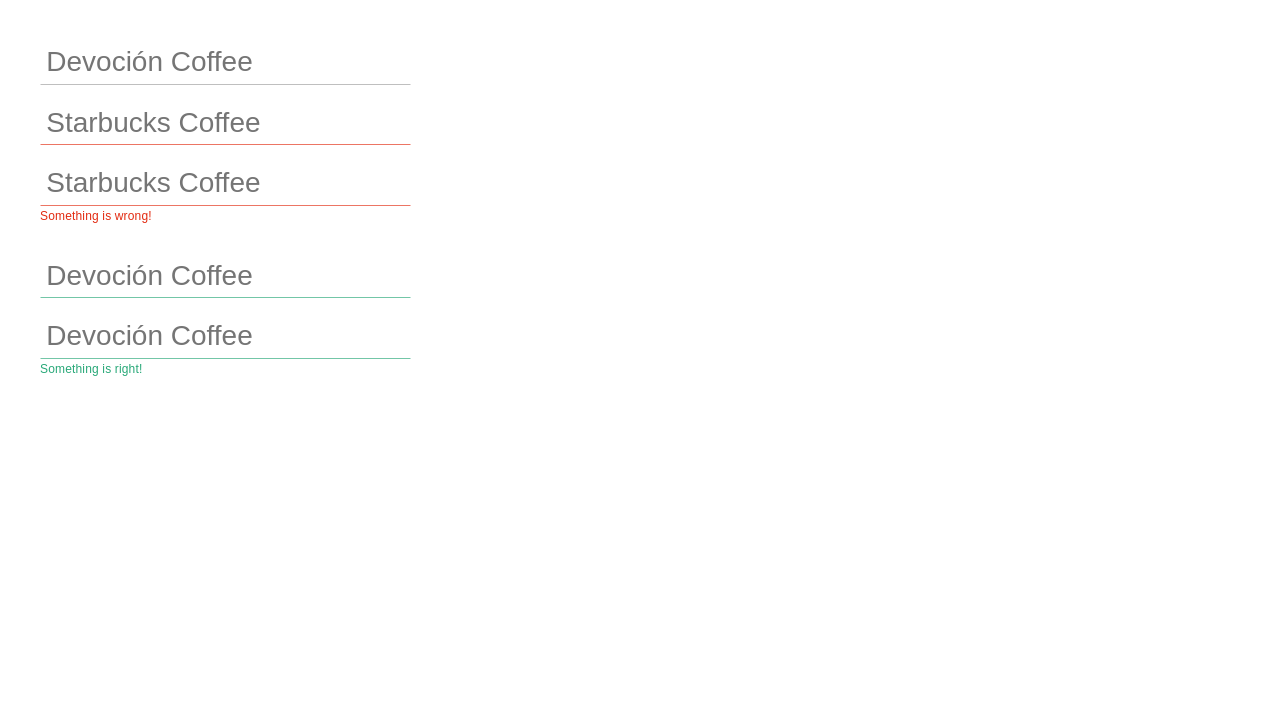 Devoción Coffee
Starbucks Coffee
Starbucks Coffee
Something is wrong!
Devoción Coffee
Devoción Coffee
Something is right!